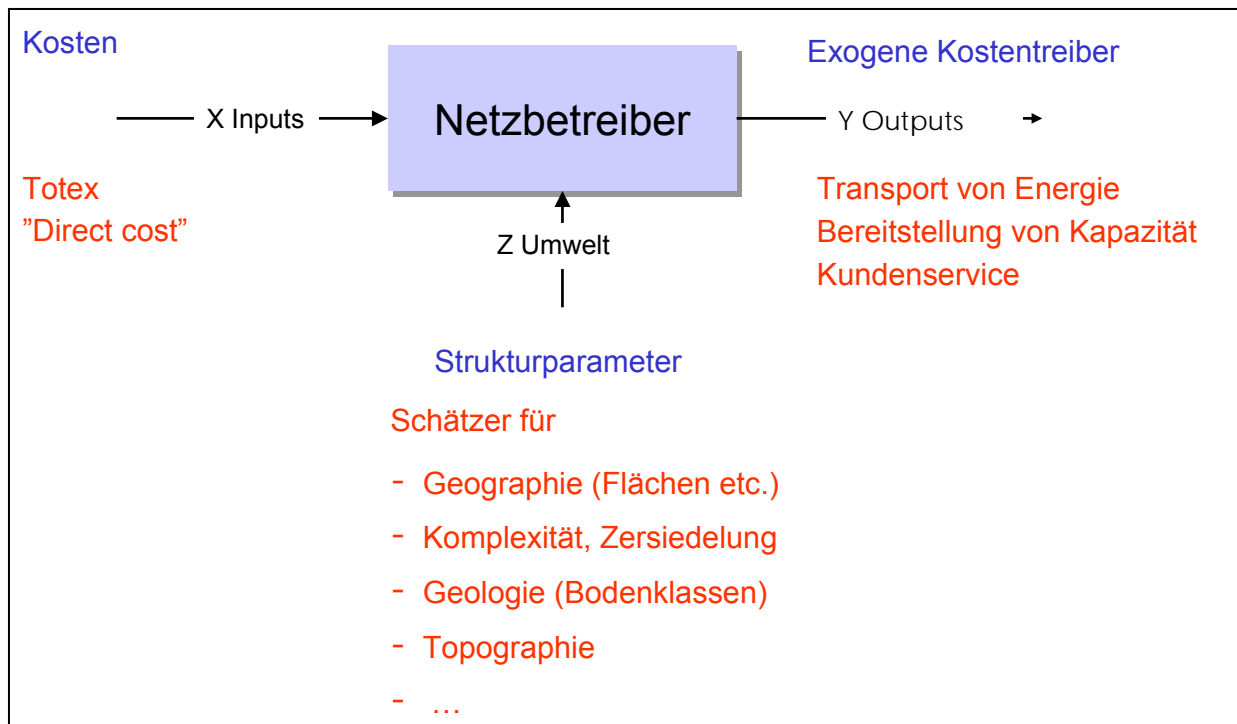 Kosten
X Inputs
Totex
”Direct cost”
Netzbetreiber
Exogene Kostentreiber
Y Outputs
Transport von Energie
Bereitstellung von Kapazität
Kundenservice
Z Umwelt
Strukturparameter
Schätzer für
- Geographie (Flächen etc.)
- Komplexität, Zersiedelung
- Geologie (Bodenklassen)
- Topographie
- …